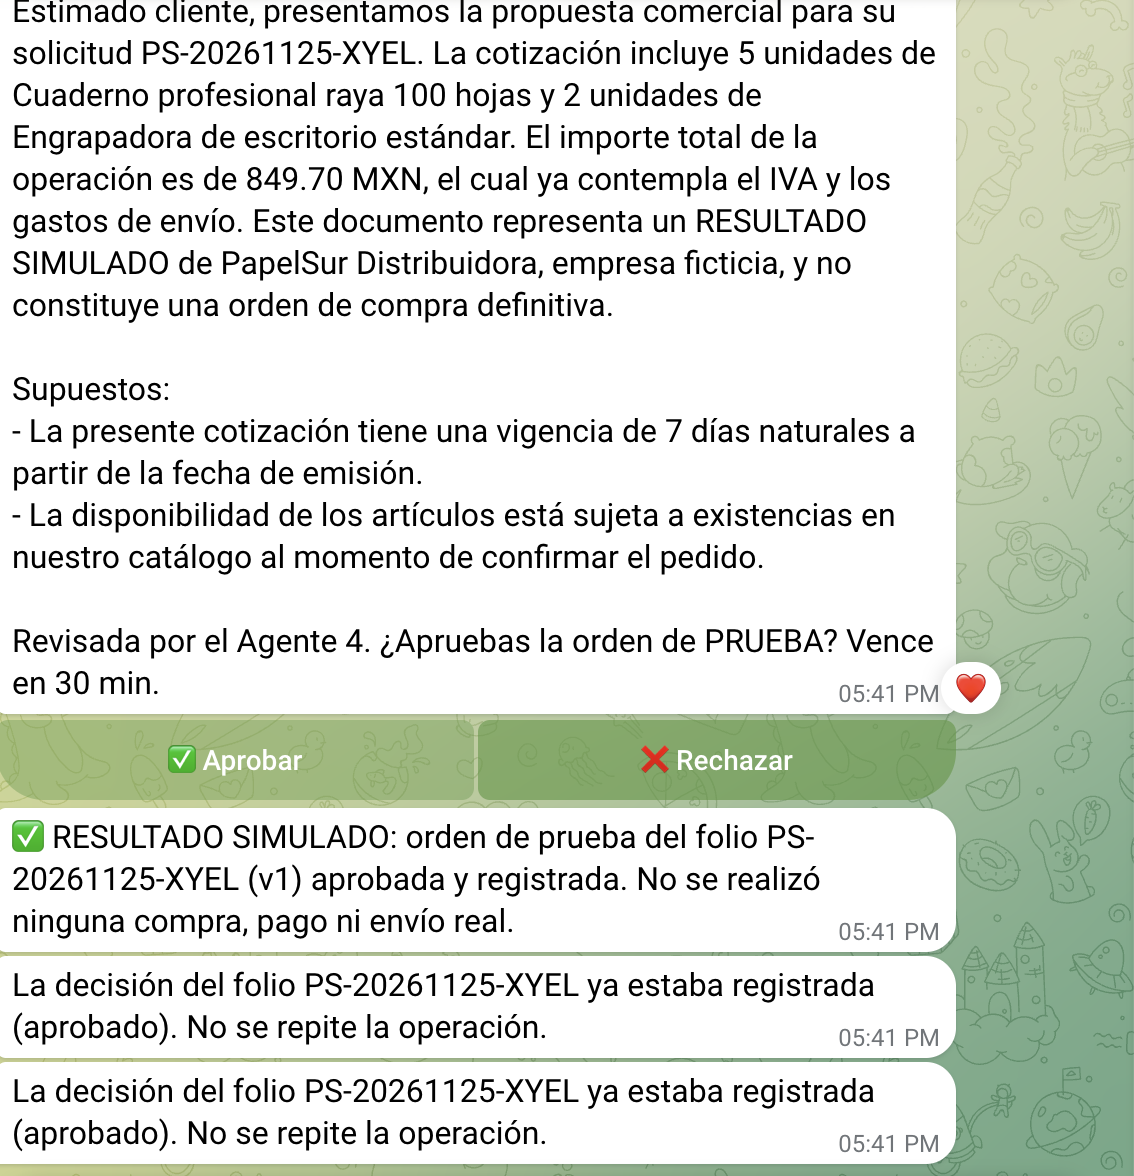 Estimado cliente, presentamos la propuesta comercial para su
solicitud PS-20261125-XYEL. La cotización incluye 5 unidades de
Cuaderno profesional raya 100 hojas y 2 unidades de
Engrapadora de escritorio estándar. El importe total de la
operación es de 849.70 MXN, el cual ya contempla el IVA y los
gastos de envío. Este documento representa un RESULTADO
SIMULADO de PapelSur Distribuidora, empresa ficticia, y no
constituye una orden de compra definitiva.
Supuestos:
- La presente cotización tiene una vigencia de 7 días naturales a
partir de la fecha de emisión.
- La disponibilidad de los artículos está sujeta a existencias en
nuestro catálogo al momento de confirmar el pedido.
Revisada por el Agente 4. ¿Apruebas la orden de PRUEBA? Vence
en 30 min.
05:41 PM ❤️
✅ Aprobar
❌ Rechazar
✅ RESULTADO SIMULADO: orden de prueba del folio PS-
20261125-XYEL (v1) aprobada y registrada. No se realizó
ninguna compra, pago ni envío real.
05:41 PM
La decisión del folio PS-20261125-XYEL ya estaba registrada
(aprobado). No se repite la operación.
05:41 PM
La decisión del folio PS-20261125-XYEL ya estaba registrada
(aprobado). No se repite la operación.
05:41 PM